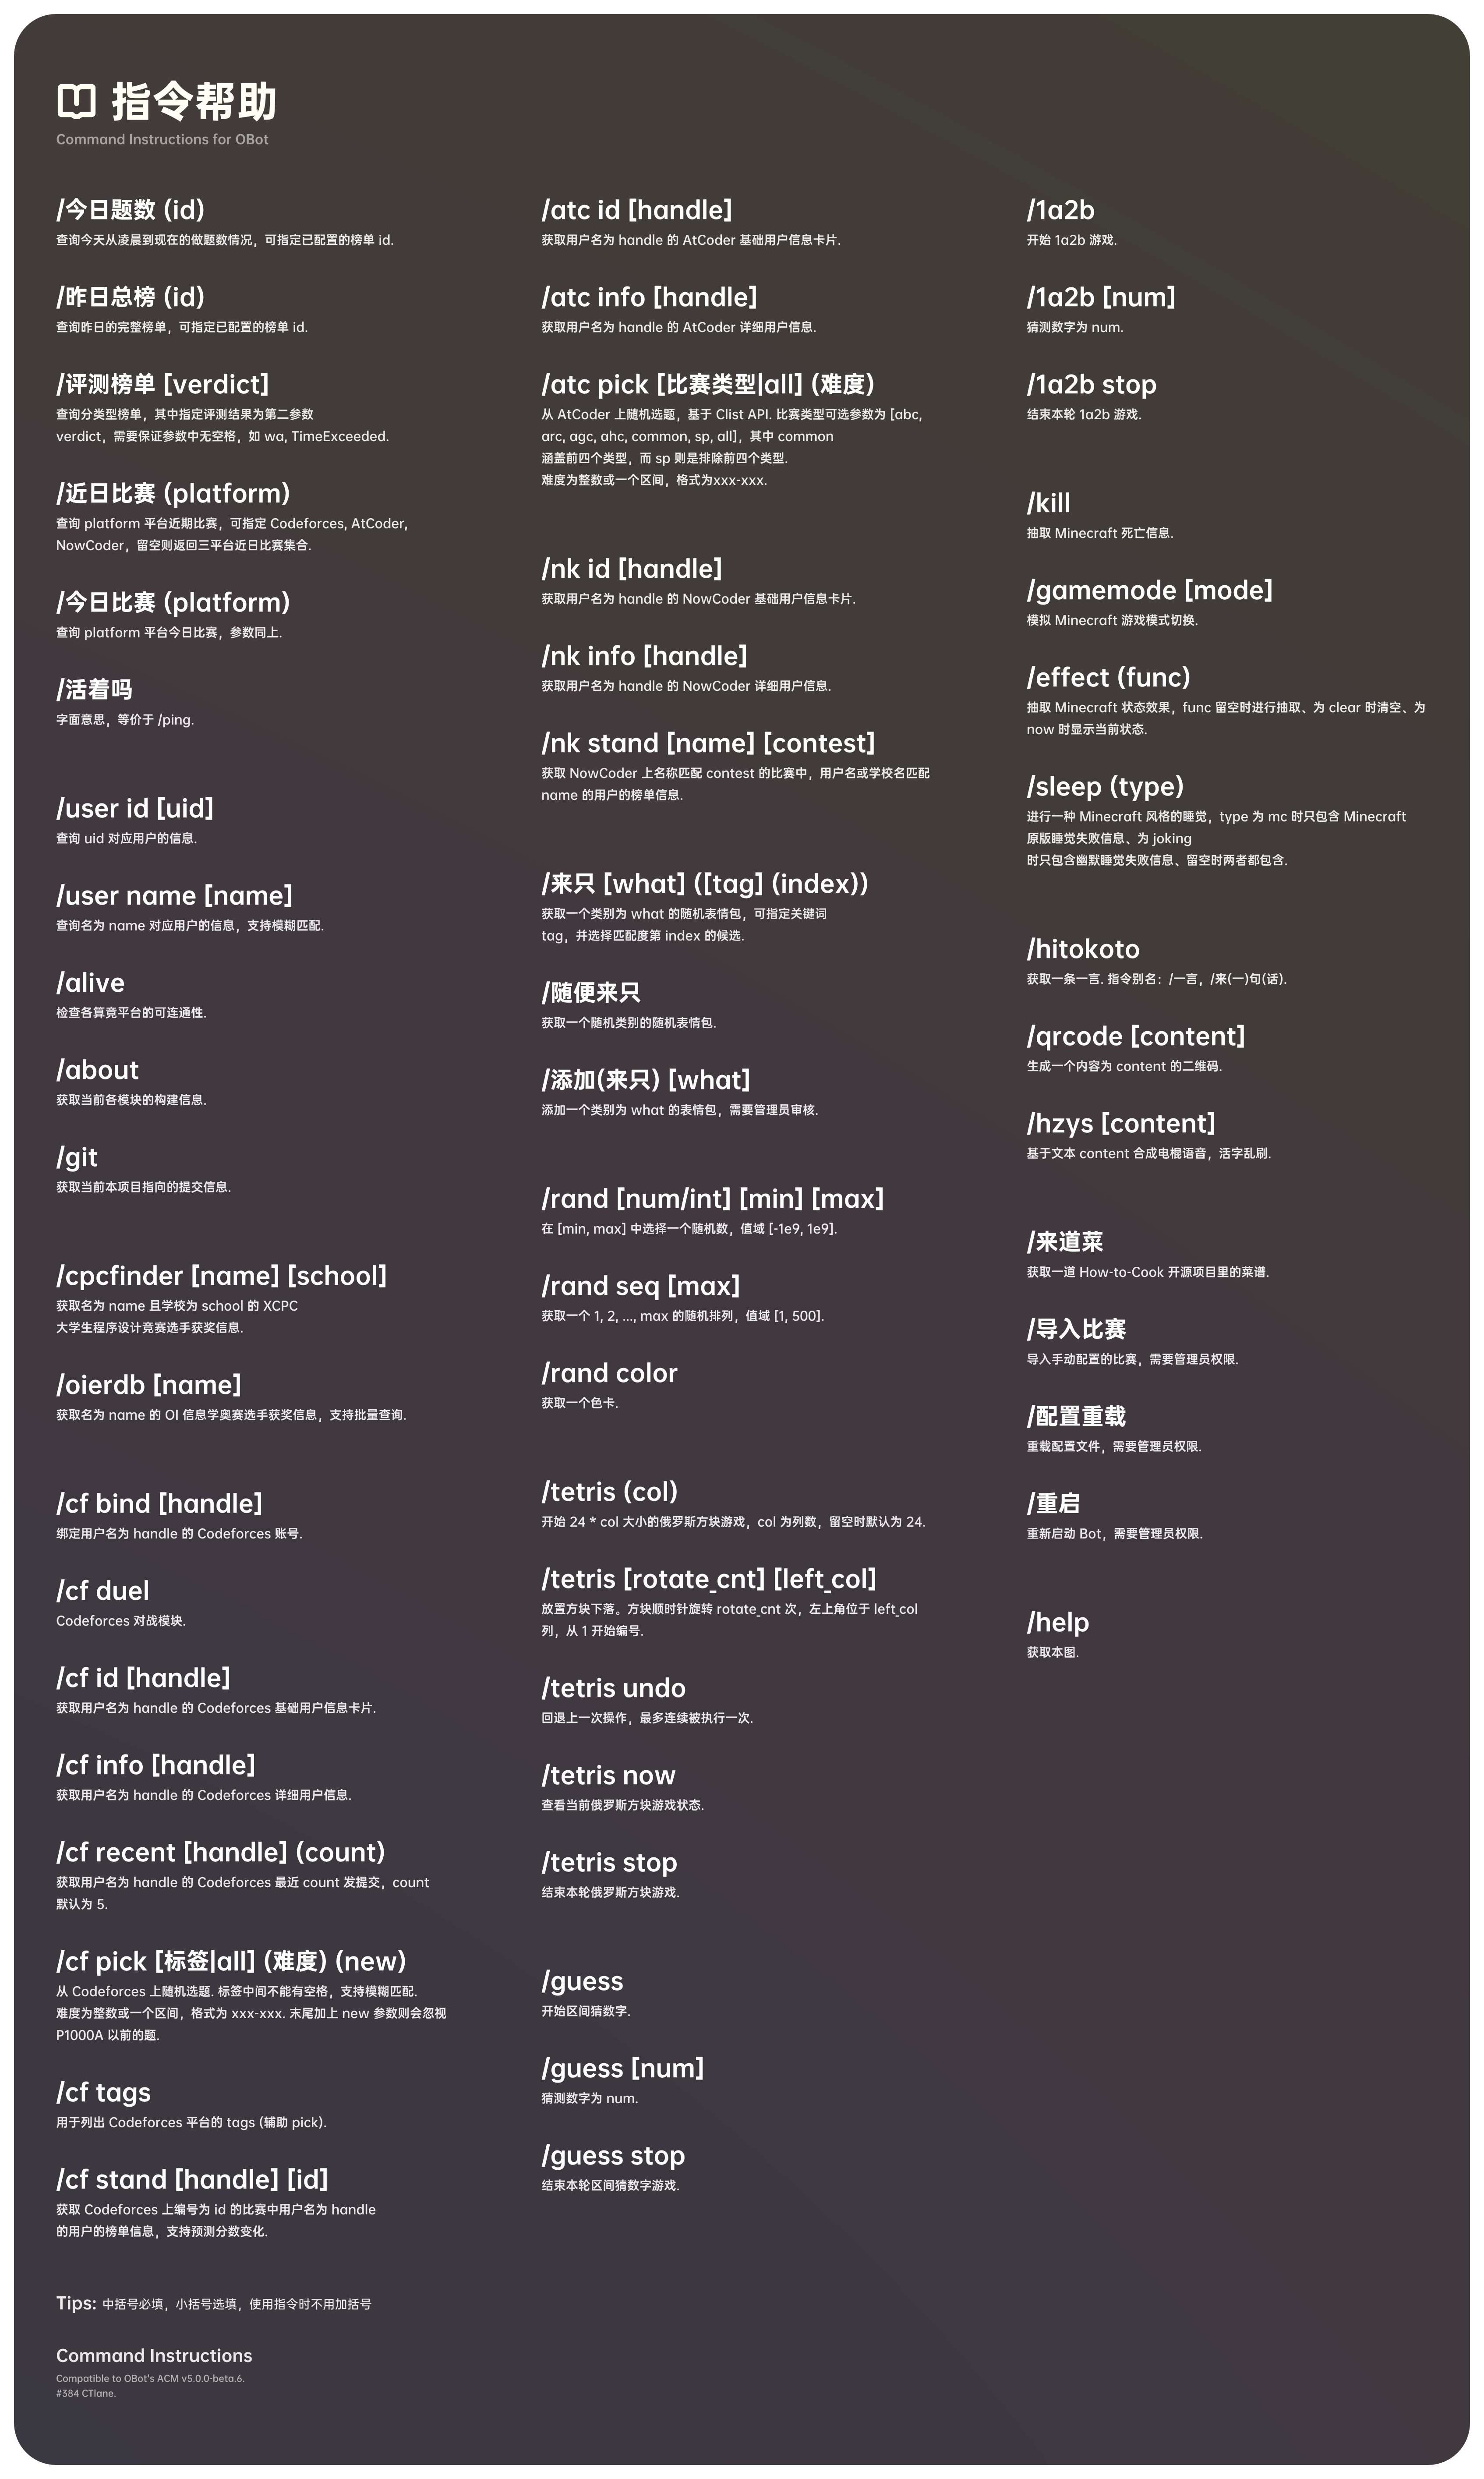 指令帮助
Command Instructions for OBot
/今日题数 (id)
查询今天从凌晨到现在的做题数情况，可指定已配置的榜单 id.
/昨日总榜 (id)
查询昨日的完整榜单，可指定已配置的榜单 id.
/评测榜单 [verdict]
查询分类型榜单，其中指定评测结果为第二参数
verdict，需要保证参数中无空格，如 wa, TimeExceeded.
/近日比赛 (platform)
查询 platform 平台近期比赛，可指定 Codeforces, AtCoder,
NowCoder，留空则返回三平台近日比赛集合.
/今日比赛 (platform)
查询 platform 平台今日比赛，参数同上.
/活着吗
字面意思，等价于 /ping.
/user id [uid]
查询 uid 对应用户的信息.
/user name [name]
查询名为 name 对应用户的信息，支持模糊匹配.
/alive
检查各算竞平台的可连通性.
/about
获取当前各模块的构建信息.
/git
获取当前本项目指向的提交信息.
/cpcfinder [name] [school]
获取名为 name 且学校为 school 的 XCPC
大学生程序设计竞赛选手获奖信息.
/oierdb [name]
获取名为 name 的 OI 信息学奥赛选手获奖信息，支持批量查询.
/cf bind [handle]
绑定用户名为 handle 的 Codeforces 账号.
/cf duel
Codeforces 对战模块.
/cf id [handle]
获取用户名为 handle 的 Codeforces 基础用户信息卡片.
/cf info [handle]
获取用户名为 handle 的 Codeforces 详细用户信息.
/cf recent [handle] (count)
获取用户名为 handle 的 Codeforces 最近 count 发提交，count
默认为 5.
/cf pick [标签|all] (难度) (new)
从 Codeforces 上随机选题. 标签中间不能有空格，支持模糊匹配.
难度为整数或一个区间，格式为 xxx-xxx. 末尾加上 new 参数则会忽视
P1000A 以前的题.
/cf tags
用于列出 Codeforces 平台的 tags (辅助 pick).
/cf stand [handle] [id]
获取 Codeforces 上编号为 id 的比赛中用户名为 handle
的用户的榜单信息，支持预测分数变化.
/atc id [handle]
获取用户名为 handle 的 AtCoder 基础用户信息卡片.
/atc info [handle]
获取用户名为 handle 的 AtCoder 详细用户信息.
/atc pick [比赛类型|all] (难度)
从 AtCoder 上随机选题，基于 Clist API. 比赛类型可选参数为 [abc,
arc, agc, ahc, common, sp, all]，其中 common
涵盖前四个类型，而 sp 则是排除前四个类型.
难度为整数或一个区间，格式为xxx-xxx.
/nk id [handle]
获取用户名为 handle 的 NowCoder 基础用户信息卡片.
/nk info [handle]
获取用户名为 handle 的 NowCoder 详细用户信息.
/nk stand [name] [contest]
获取 NowCoder 上名称匹配 contest 的比赛中，用户名或学校名匹配
name 的用户的榜单信息.
/来只 [what] ([tag] (index))
获取一个类别为 what 的随机表情包，可指定关键词
tag，并选择匹配度第 index 的候选.
/随便来只
获取一个随机类别的随机表情包.
/添加(来只) [what]
添加一个类别为 what 的表情包，需要管理员审核.
/rand [num/int] [min] [max]
在 [min, max] 中选择一个随机数，值域 [-1e9, 1e9].
/rand seq [max]
获取一个 1, 2, ..., max 的随机排列，值域 [1, 500].
/rand color
获取一个色卡.
/tetris (col)
开始 24 * col 大小的俄罗斯方块游戏，col 为列数，留空时默认为 24.
/tetris [rotate_cnt] [left_col]
放置方块下落。方块顺时针旋转 rotate_cnt 次，左上角位于 left_col
列，从 1 开始编号.
/tetris undo
回退上一次操作，最多连续被执行一次.
/tetris now
查看当前俄罗斯方块游戏状态.
/tetris stop
结束本轮俄罗斯方块游戏.
/guess
开始区间猜数字.
/guess [num]
猜测数字为 num.
/guess stop
结束本轮区间猜数字游戏.
/1a2b
开始 1a2b 游戏.
/1a2b [num]
猜测数字为 num.
/1a2b stop
结束本轮 1a2b 游戏.
/kill
抽取 Minecraft 死亡信息.
/gamemode [mode]
模拟 Minecraft 游戏模式切换.
/effect (func)
抽取 Minecraft 状态效果，func 留空时进行抽取、为 clear 时清空、为
now 时显示当前状态.
/sleep (type)
进行一种 Minecraft 风格的睡觉，type 为 mc 时只包含 Minecraft
原版睡觉失败信息、为 joking
时只包含幽默睡觉失败信息、留空时两者都包含.
/hitokoto
获取一条一言. 指令别名：/一言，/来(一)句(话).
/qrcode [content]
生成一个内容为 content 的二维码.
/hzys [content]
基于文本 content 合成电棍语音，活字乱刷.
/来道菜
获取一道 How-to-Cook 开源项目里的菜谱.
/导入比赛
导入手动配置的比赛，需要管理员权限.
/配置重载
重载配置文件，需要管理员权限.
/重启
重新启动 Bot，需要管理员权限.
/help
获取本图.
Tips: 中括号必填，小括号选填，使用指令时不用加括号
Command Instructions
Compatible to OBot's ACM v5.0.0-beta.6.
#384 CTlane.